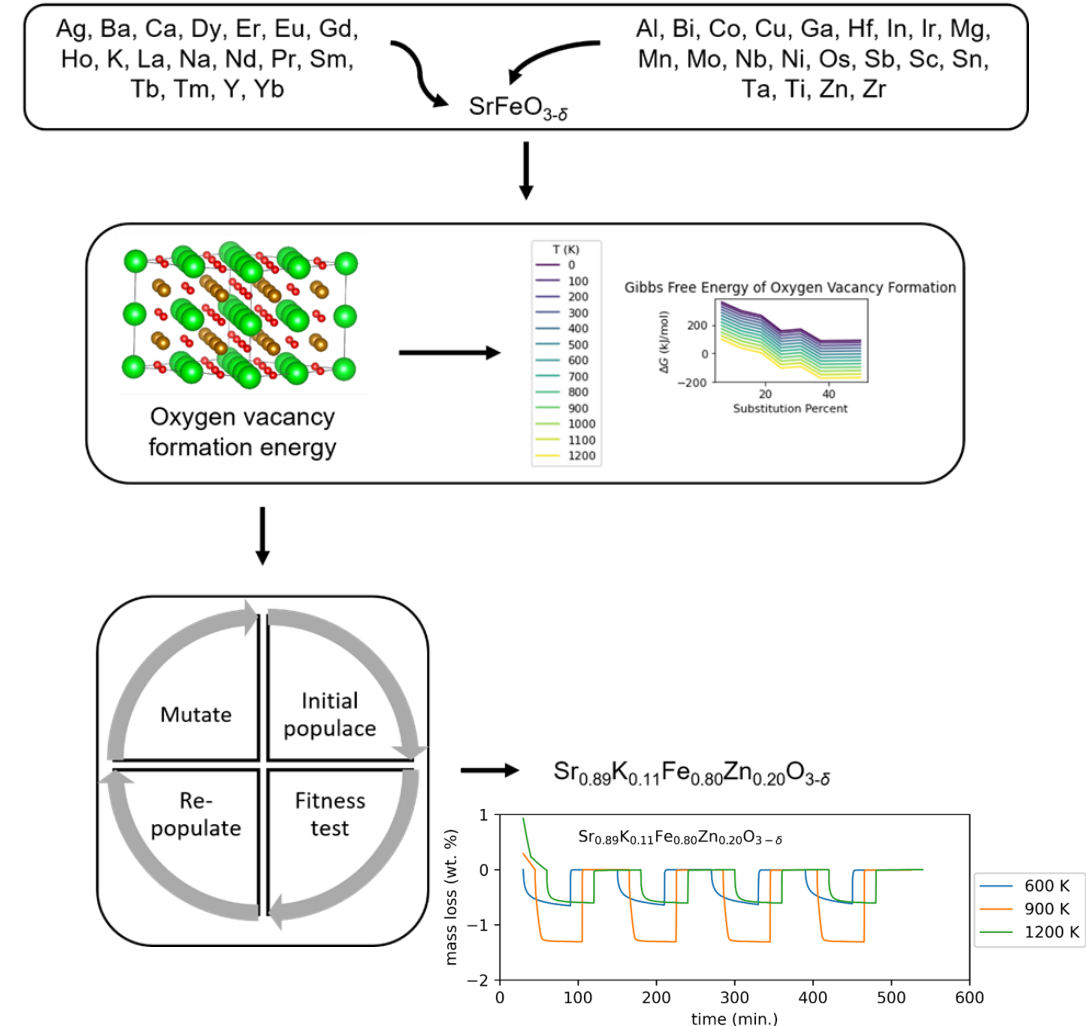 Ag, Ba, Ca, Dy, Er, Eu, Gd,
Ho, K, La, Na, Nd, Pr, Sm,
Tb, Tm, Y, Yb
Al, Bi, Co, Cu, Ga, Hf, In, Ir, Mg,
Mn, Mo, Nb, Ni, Os, Sb, Sc, Sn,
Ta, Ti, Zn, Zr
SrFeO₃₋δ
Oxygen vacancy
formation energy
T (K)
0
100
200
300
400
500
600
700
800
900
1000
1100
1200
Gibbs Free Energy of Oxygen Vacancy Formation
ΔG (kJ/mol)
200
0
−200
20
40
Substitution Percent
Mutate
Initial
populace
Re-
populate
Fitness
test
Sr₀.₈₉K₀.₁₁Fe₀.₈₀Zn₀.₂₀O₃₋δ
Sr₀.₈₉K₀.₁₁Fe₀.₈₀Zn₀.₂₀O₃₋δ
mass loss (wt. %)
1
0
−1
−2
0
100
200
300
400
500
600
time (min.)
600 K
900 K
1200 K